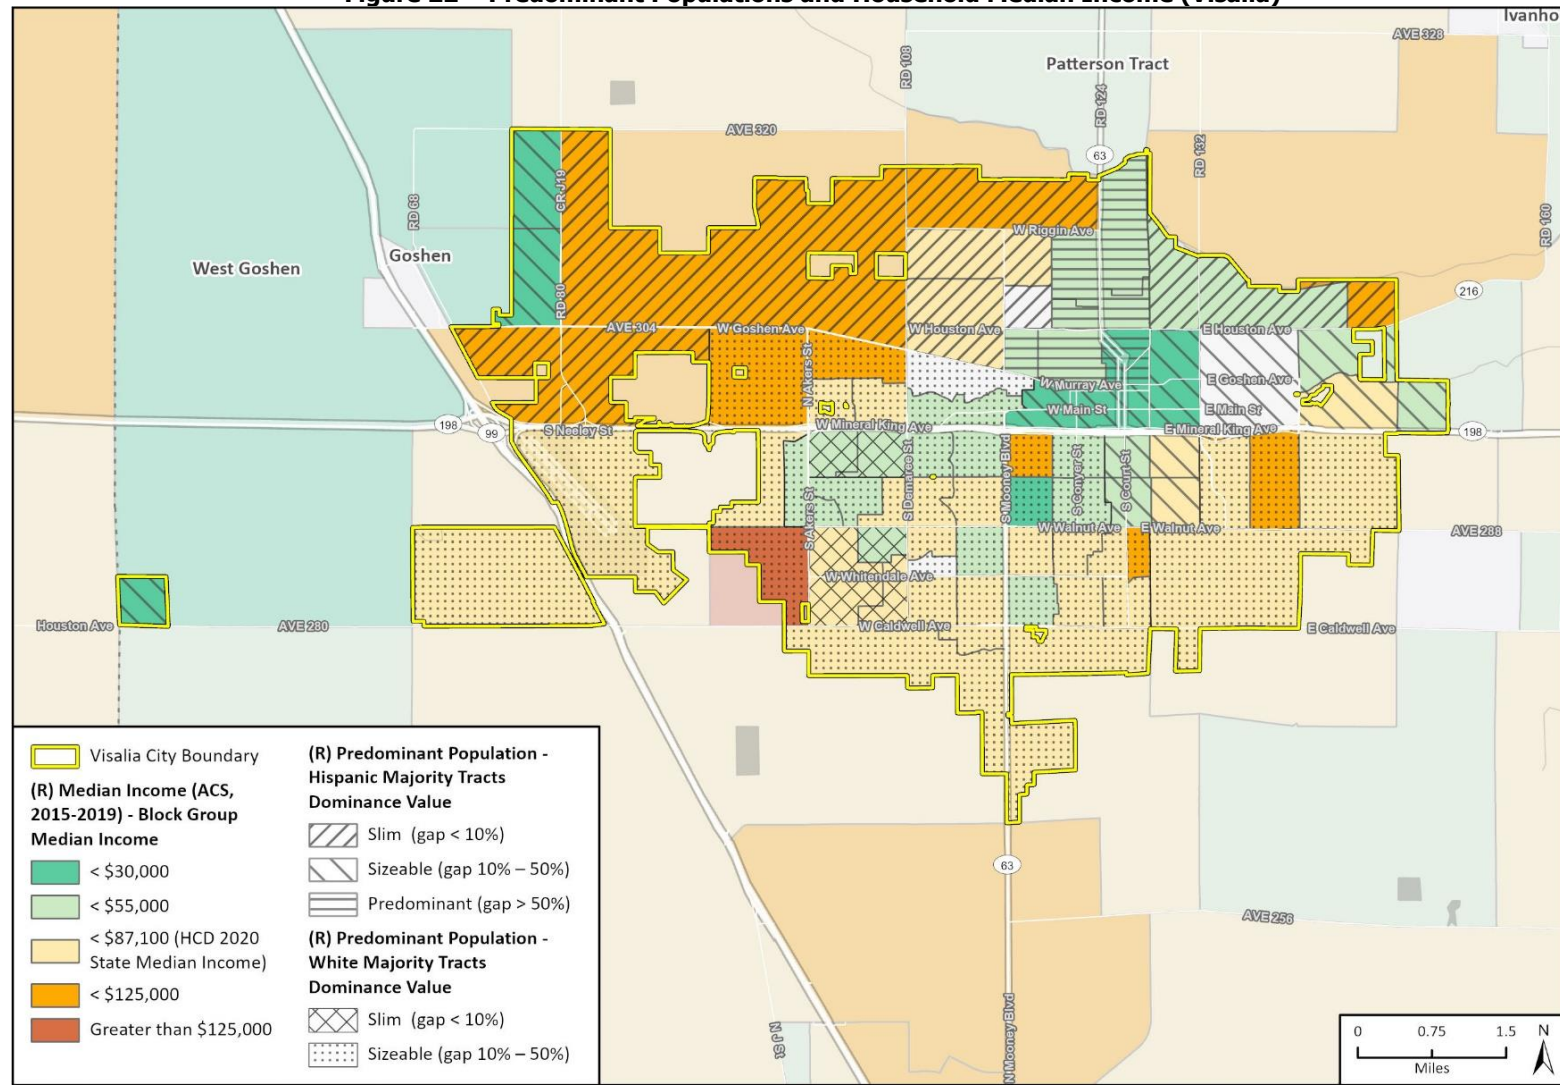 Figure 22 – Predominant Populations and Household Median Income (Visalia)
Ivanho
AVE 328
RD 108
Patterson Tract
RD 124
AVE 320
63
RD 132
CR J19
RD 68
RD 160
W Riggin Ave
Goshen
West Goshen
216
RD 80
AVE 304
W Goshen Ave
W Houston Ave
E Houston Ave
N Akers St
W Murray Ave
E Goshen Ave
W Main St
E Main St
198
99
S Neeley St
W Mineral King Ave
E Mineral King Ave
198
S Demaree St
S Mooney Blvd
S Conyer St
S Court St
S Akers St
W Walnut Ave
E Walnut Ave
AVE 288
W Whitendale Ave
Houston Ave
AVE 280
W Caldwell Ave
E Caldwell Ave
63
AVE 256
N Mooney Blvd
N J St
Visalia City Boundary
(R) Median Income (ACS,
2015-2019) - Block Group
Median Income
< $30,000
< $55,000
< $87,100 (HCD 2020
State Median Income)
< $125,000
Greater than $125,000
(R) Predominant Population -
Hispanic Majority Tracts
Dominance Value
Slim (gap < 10%)
Sizeable (gap 10% – 50%)
Predominant (gap > 50%)
(R) Predominant Population -
White Majority Tracts
Dominance Value
Slim (gap < 10%)
Sizeable (gap 10% – 50%)
0 0.75 1.5 N
Miles